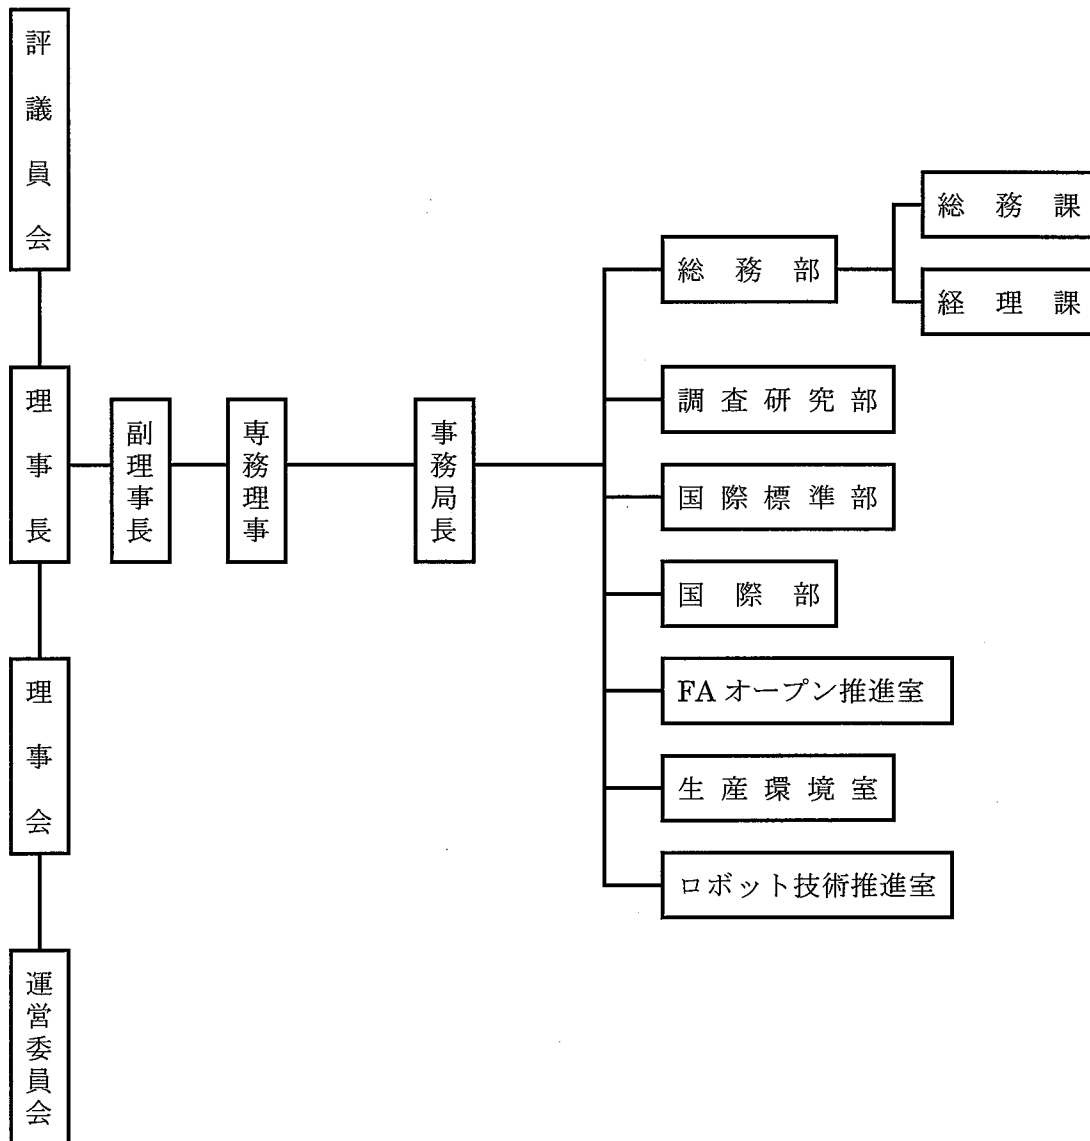 評議員会
理事長
副理事長
専務理事
事務局長
理事会
運営委員会
総務部
総務課
経理課
調査研究部
国際標準部
国際部
FAオープン推進室
生産環境室
ロボット技術推進室